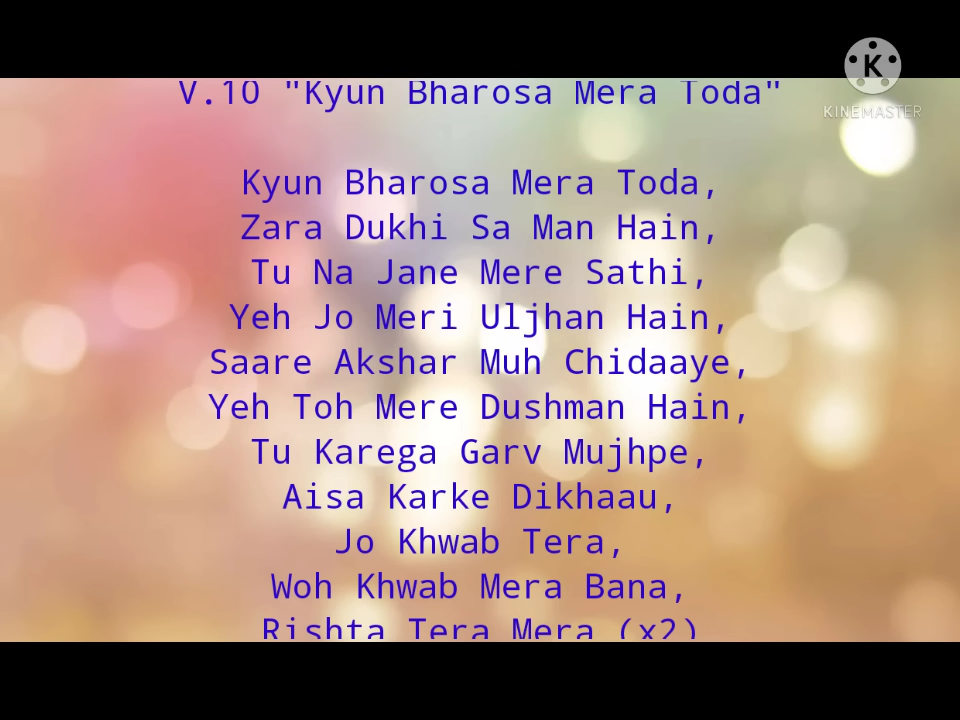 V.10 "Kyun Bharosa Mera Toda"
K
KINEMASTER
Kyun Bharosa Mera Toda,
Zara Dukhi Sa Man Hain,
Tu Na Jane Mere Sathi,
Yeh Jo Meri Uljhan Hain,
Saare Akshar Muh Chidaaye,
Yeh Toh Mere Dushman Hain,
Tu Karega Garv Mujhpe,
Aisa Karke Dikhaau,
Jo Khwab Tera,
Woh Khwab Mera Bana,
Rishta Tera Mera (x2)